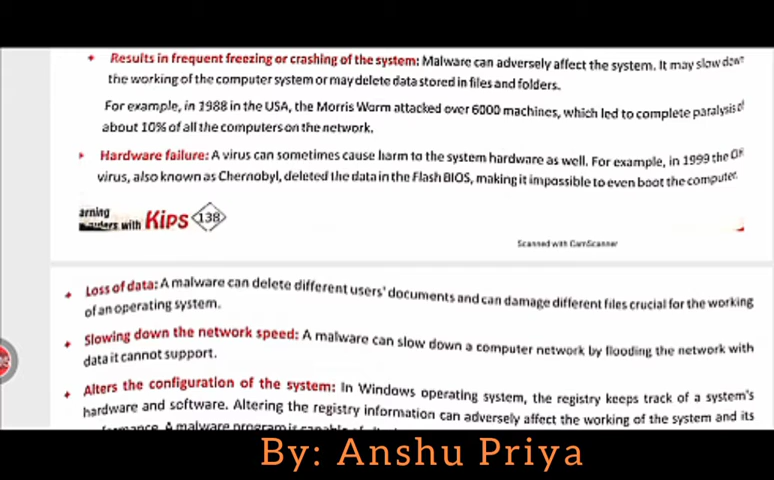 Results in frequent freezing or crashing of the system: Malware can adversely affect the system. It may slow down
the working of the computer system or may delete data stored in files and folders.
For example, in 1988 in the USA, the Morris Warm attacked over 6000 machines, which led to complete paralysis of
about 10% of all the computers on the network.
Hardware failure: A virus can sometimes cause harm to the system hardware as well. For example, in 1999 the
virus, also known as Chernobyl, deleted the data in the Flash BIOS, making it impossible to even boot the computer.
arning
with Kips 138
Scanned with CamScanner
Loss of data: A malware can delete different users' documents and can damage different files crucial for the working
of an operating system.
Slowing down the network speed: A malware can slow down a computer network by flooding the network with
data it cannot support.
Alters the configuration of the system: In Windows operating system, the registry keeps track of a system's
hardware and software. Altering the registry information can adversely affect the working of the system and its
A malware program is capable of
By: Anshu Priya